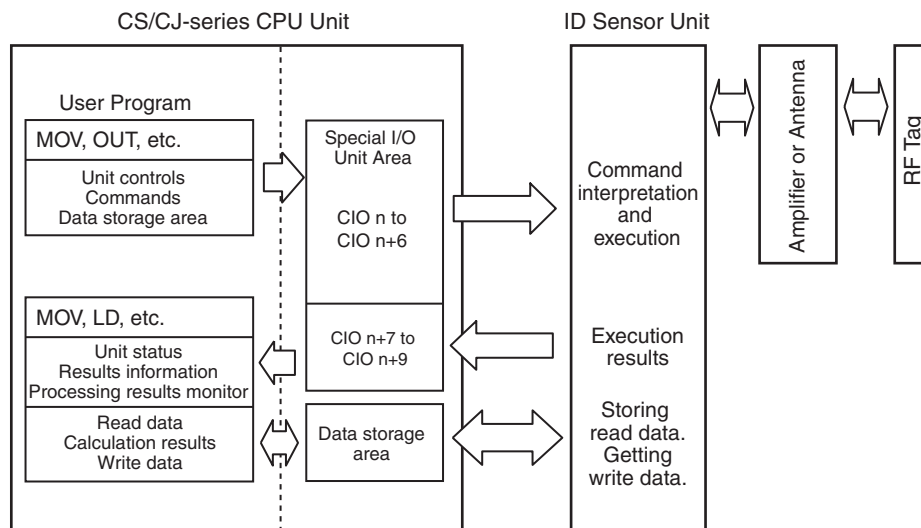 CS/CJ-series CPU Unit
ID Sensor Unit
User Program
MOV, OUT, etc.
Unit controls
Commands
Data storage area
Special I/O
Unit Area
CIO n to
CIO n+6
Command
interpretation
and
execution
Amplifier or Antenna
RF Tag
MOV, LD, etc.
Unit status
Results information
Processing results monitor
CIO n+7 to
CIO n+9
Execution
results
Read data
Calculation results
Write data
Data storage
area
Storing
read data.
Getting
write data.